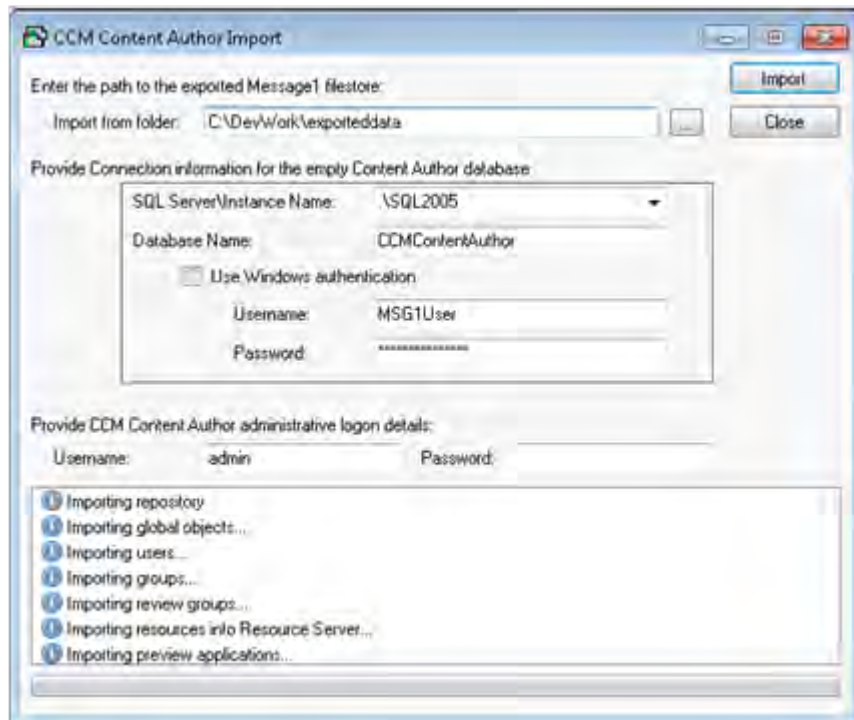 CCM Content Author Import
Enter the path to the exported Message1 filestore:
Import
Import from folder: C:\DevWork\exporteddata ...
Close
Provide Connection information for the empty Content Author database
SQL Server\Instance Name: .\SQL2005
Database Name: CCMContentAuthor
Use Windows authentication
Username: MSG1User
Password: ****************
Provide CCM Content Author administrative logon details:
Username: admin Password:
Importing repository
Importing global objects...
Importing users...
Importing groups...
Importing review groups...
Importing resources into Resource Server...
Importing preview applications...